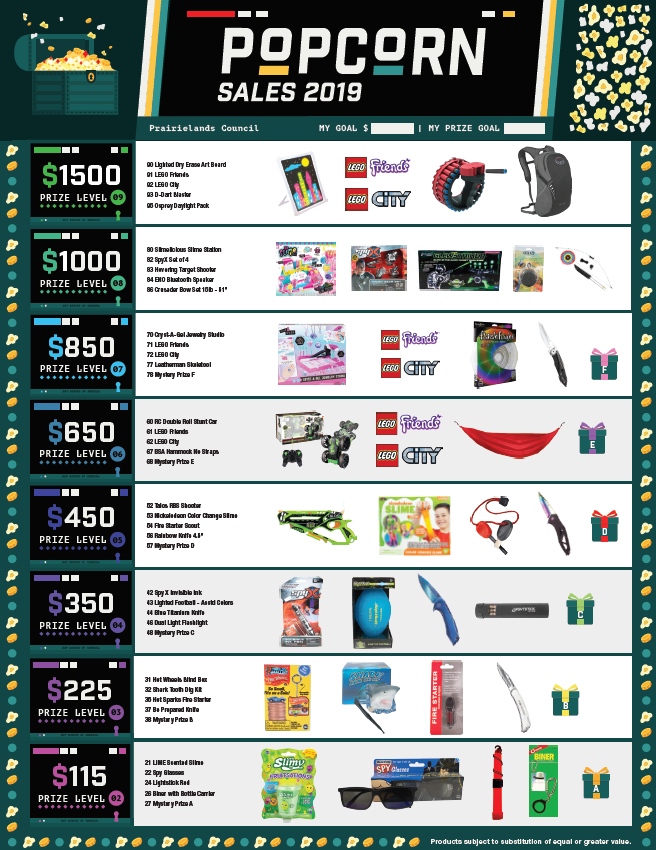 POPCORN
SALES 2019
Prairielands Council
MY GOAL $ | MY PRIZE GOAL
$1500
PRIZE LEVEL 09
90 Lighted Dry Erase Art Board
91 LEGO Friends
92 LEGO City
93 D-Dart Blaster
95 Osprey Daylight Pack
LEGO Friends
LEGO CITY
$1000
PRIZE LEVEL 08
80 Slimelicious Slime Station
82 SpyX Set of 4
83 Hovering Target Shooter
84 ENO Bluetooth Speaker
86 Crusader Bow Set 15lb - 51"
$850
PRIZE LEVEL 07
70 Cryst-A-Gel Jewelry Studio
71 LEGO Friends
72 LEGO City
77 Leatherman Skeletool
78 Mystery Prize F
LEGO Friends
LEGO CITY
Flashflight
F
$650
PRIZE LEVEL 06
60 RC Double Roll Stunt Car
61 LEGO Friends
62 LEGO City
67 BSA Hammock No Straps
68 Mystery Prize E
LEGO Friends
LEGO CITY
E
$450
PRIZE LEVEL 05
52 Talon RBS Shooter
53 Nickelodeon Color Change Slime
54 Fire Starter Scout
56 Rainbow Knife 4.5"
57 Mystery Prize D
nickelodeon
SLIME
D
$350
PRIZE LEVEL 04
42 Spy X Invisible Ink
43 Lighted Football - Asstd Colors
44 Blue Titanium Knife
46 Dual Light Flashlight
48 Mystery Prize C
SpyX
C
$225
PRIZE LEVEL 03
31 Hot Wheels Blind Box
32 Shark Tooth Dig Kit
36 Hot Sparks Fire Starter
37 Be Prepared Knife
38 Mystery Prize B
FIRE STARTER
B
$115
PRIZE LEVEL 02
21 LIME Scented Slime
22 Spy Glasses
24 Lightstick Red
26 Biner with Bottle Carrier
27 Mystery Prize A
Slimy
SPY Glasses
Coghlan's
BINER
A
Products subject to substitution of equal or greater value.